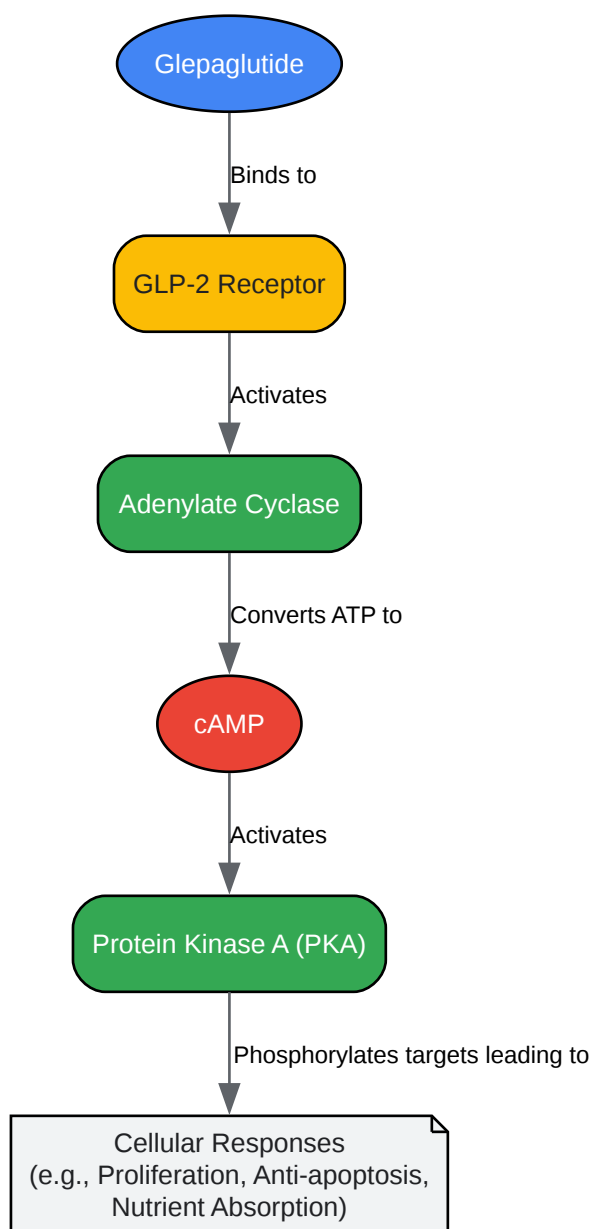 Glepaglutide
Binds to
GLP-2 Receptor
Activates
Adenylate Cyclase
Converts ATP to
cAMP
Activates
Protein Kinase A (PKA)
Phosphorylates targets leading to
Cellular Responses
(e.g., Proliferation, Anti-apoptosis,
Nutrient Absorption)